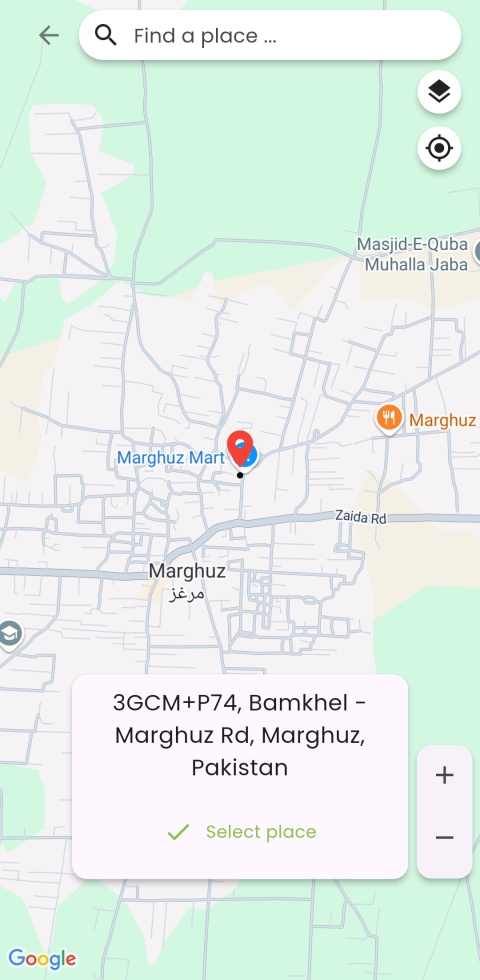 Find a place ...
Masjid-E-Quba
Muhalla Jaba
Marghuz
Marghuz Mart
Zaida Rd
Marghuz
مرغز
3GCM+P74, Bamkhel -
Marghuz Rd, Marghuz,
Pakistan
Select place
Google